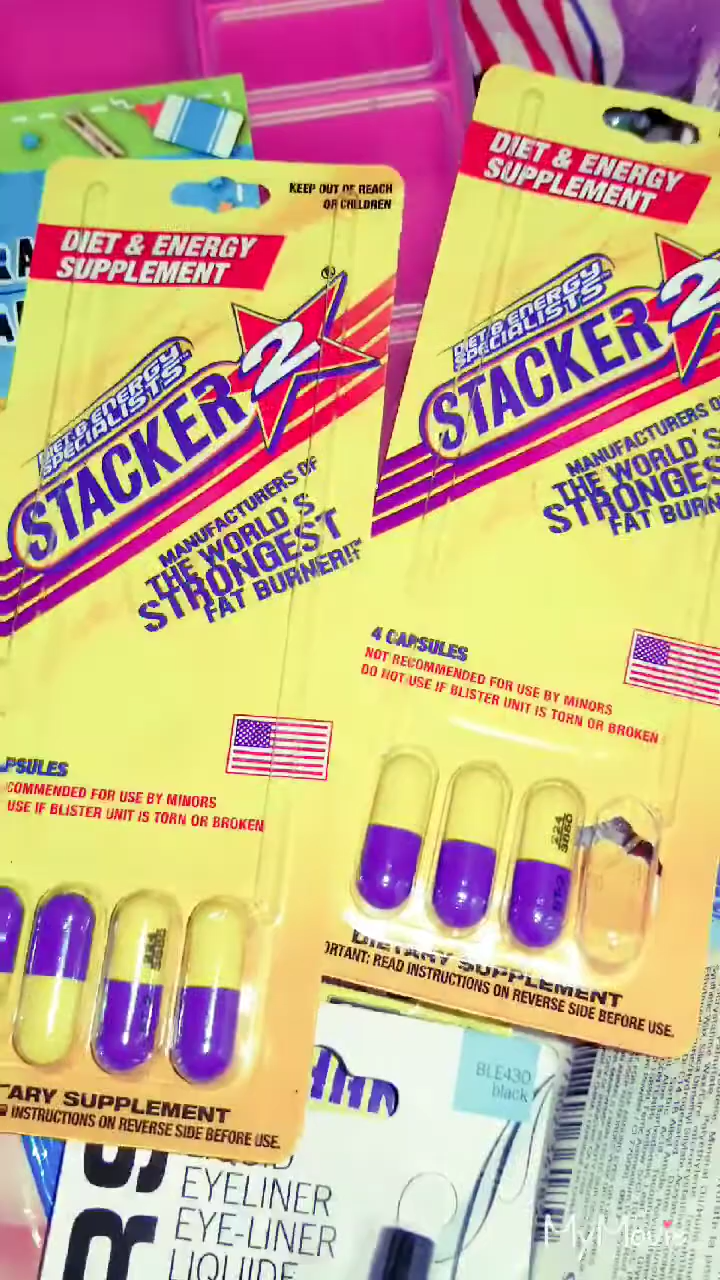 DIET & ENERGY
SUPPLEMENT
KEEP OUT OF REACH
OR CHILDREN
DIET & ENERGY
SPECIALISTS
STACKER 2
MANUFACTURERS OF
THE WORLD'S
STRONGEST
FAT BURNER!†
PSULES
COMMENDED FOR USE BY MINORS
USE IF BLISTER UNIT IS TORN OR BROKEN
TARY SUPPLEMENT
INSTRUCTIONS ON REVERSE SIDE BEFORE USE.
DIET & ENERGY
SUPPLEMENT
DIET & ENERGY
SPECIALISTS
STACKER 2
MANUFACTURERS O
THE WORLD'S
STRONGES
FAT BURN
4 CAPSULES
NOT RECOMMENDED FOR USE BY MINORS
DO NOT USE IF BLISTER UNIT IS TORN OR BROKEN
DIETARY SUPPLEMENT
ORTANT: READ INSTRUCTIONS ON REVERSE SIDE BEFORE USE.
BLE430
black
LIQUID
EYELINER
EYE-LINER
LIQUIDE
MyMovie